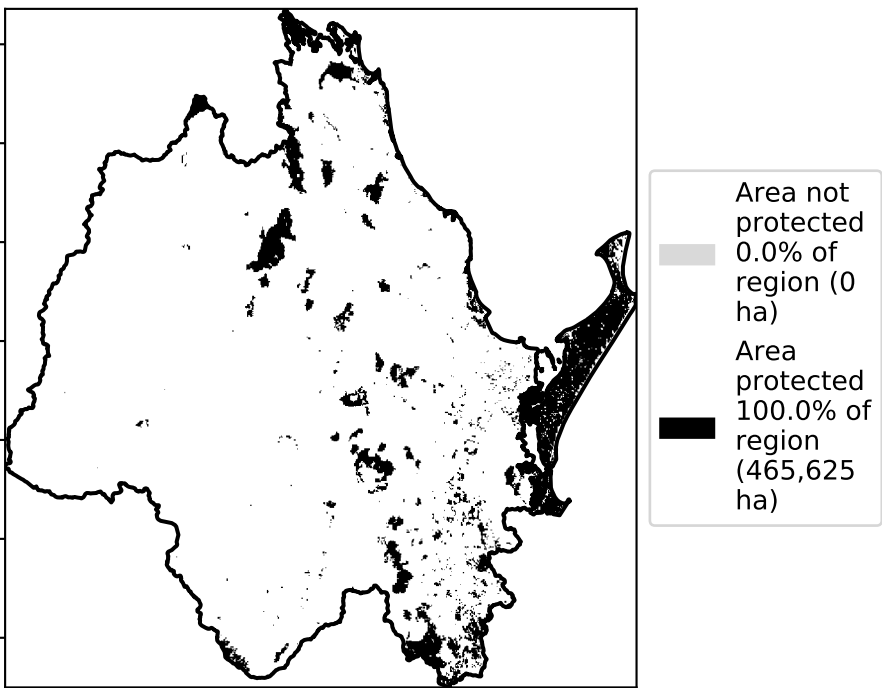 Area not
protected
0.0% of
region (0
ha)
Area
protected
100.0% of
region
(465,625
ha)